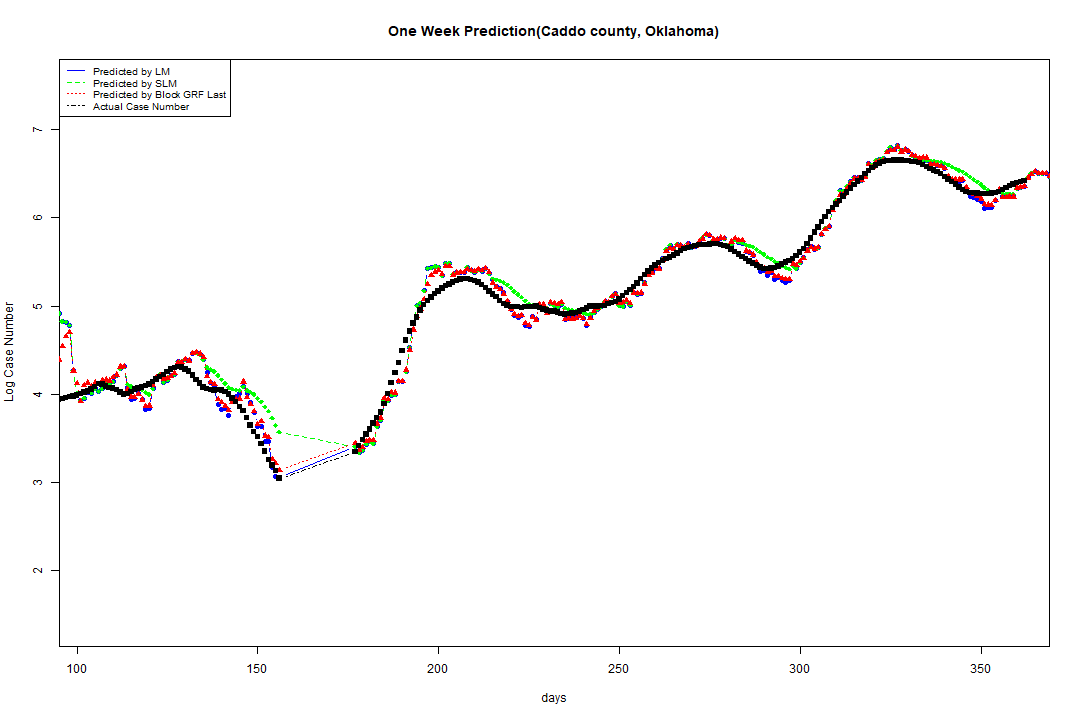 One Week Prediction(Caddo county, Oklahoma)
Predicted by LM
Predicted by SLM
Predicted by Block GRF Last
Actual Case Number
7
6
5
4
3
2
Log Case Number
100 150 200 250 300 350
days